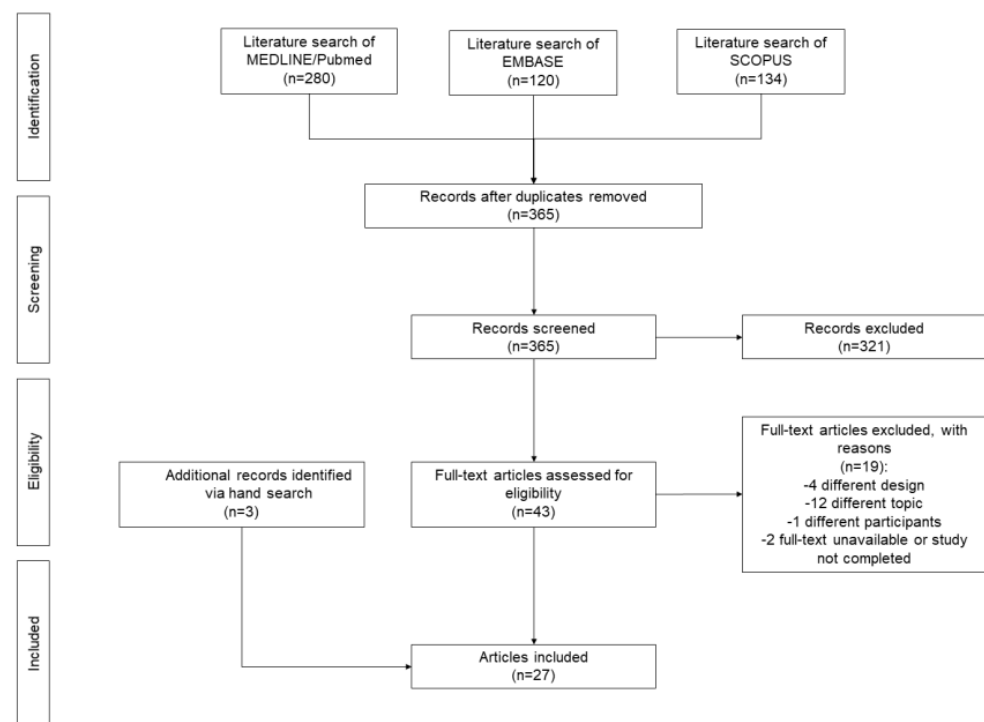 Identification
Literature search of
MEDLINE/Pubmed
(n=280)
Literature search of
EMBASE
(n=120)
Literature search of
SCOPUS
(n=134)
Screening
Records after duplicates removed
(n=365)
Records screened
(n=365)
Records excluded
(n=321)
Eligibility
Additional records identified
via hand search
(n=3)
Full-text articles assessed for
eligibility
(n=43)
Full-text articles excluded, with
reasons
(n=19):
-4 different design
-12 different topic
-1 different participants
-2 full-text unavailable or study
not completed
Included
Articles included
(n=27)